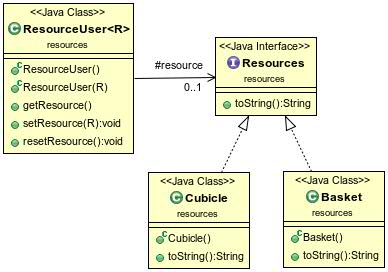 <<Java Class>>
ResourceUser<R>
resources
ResourceUser()
ResourceUser(R)
getResource()
setResource(R):void
resetResource():void
#resource
0..1
<<Java Interface>>
Resources
resources
toString():String
<<Java Class>>
Cubicle
resources
Cubicle()
toString():String
<<Java Class>>
Basket
resources
Basket()
toString():String